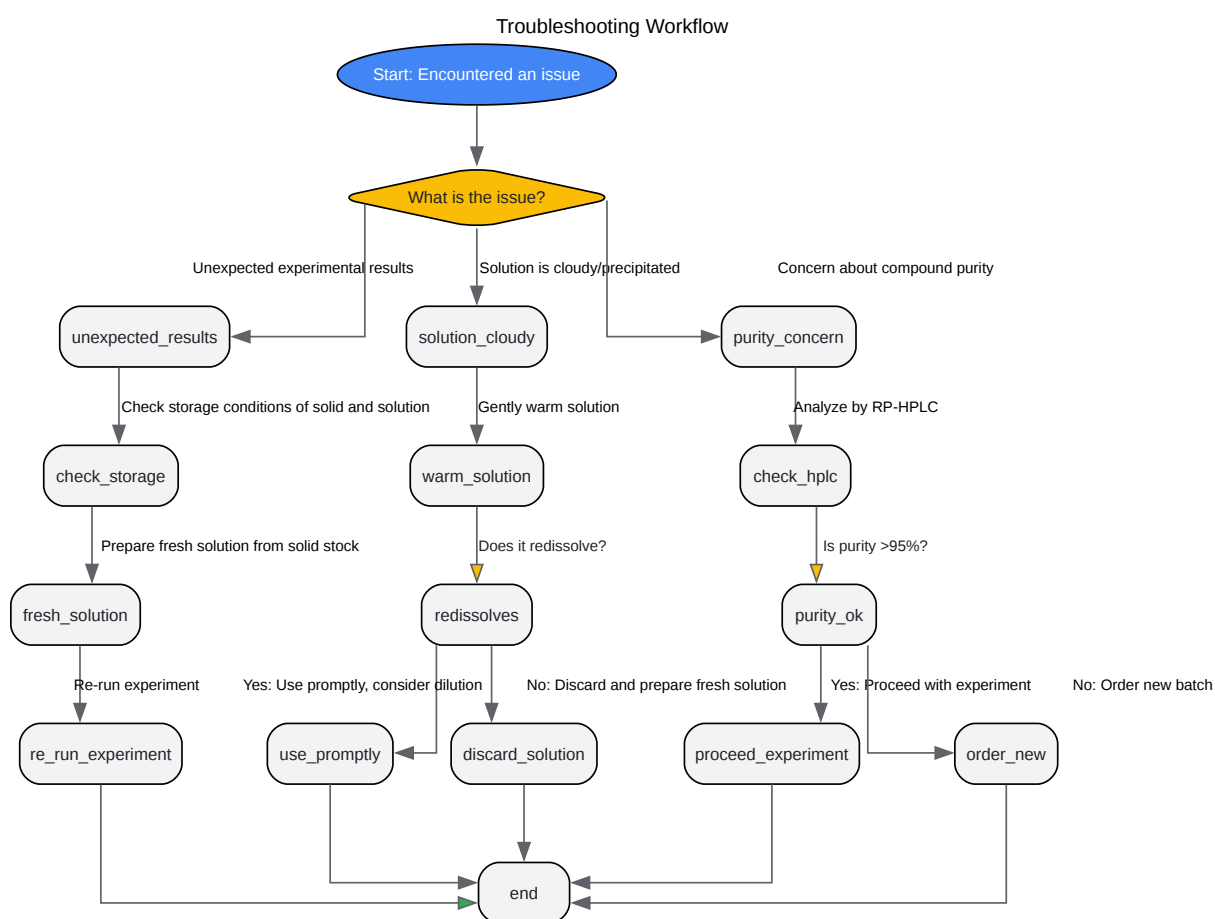 Troubleshooting Workflow
Start: Encountered an issue
What is the issue?
Unexpected experimental results
Solution is cloudy/precipitated
Concern about compound purity
unexpected_results
solution_cloudy
purity_concern
Check storage conditions of solid and solution
Gently warm solution
Analyze by RP-HPLC
check_storage
warm_solution
check_hplc
Prepare fresh solution from solid stock
Does it redissolve?
Is purity >95%?
fresh_solution
redissolves
purity_ok
Re-run experiment
Yes: Use promptly, consider dilution
No: Discard and prepare fresh solution
Yes: Proceed with experiment
No: Order new batch
re_run_experiment
use_promptly
discard_solution
proceed_experiment
order_new
end